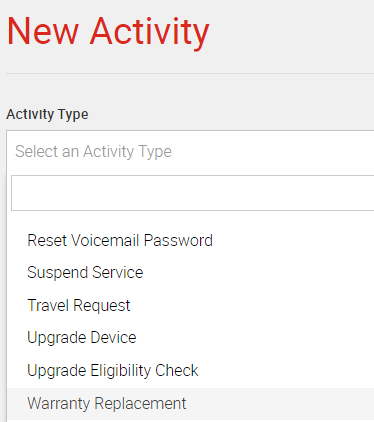 New Activity
Activity Type
Select an Activity Type
Reset Voicemail Password
Suspend Service
Travel Request
Upgrade Device
Upgrade Eligibility Check
Warranty Replacement